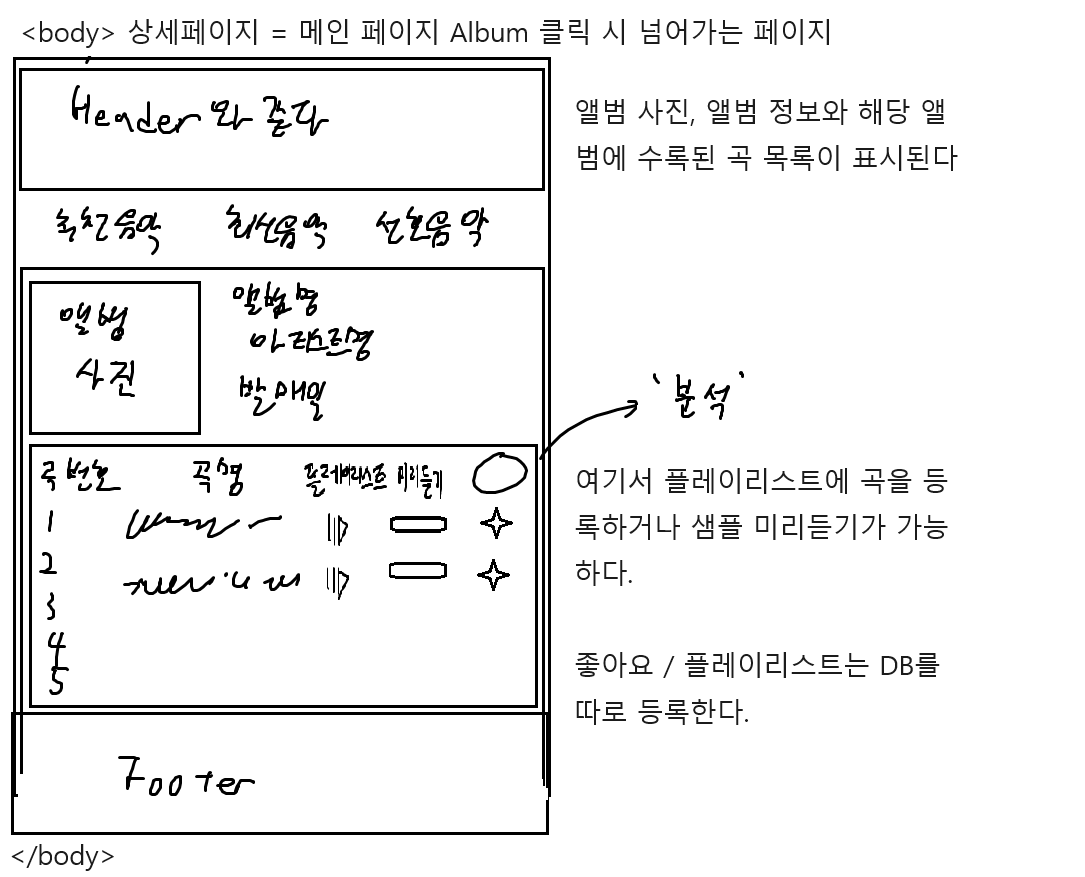 <body> 상세페이지 = 메인 페이지 Album 클릭 시 넘어가는 페이지
Header와 같다
앨범 사진, 앨범 정보와 해당 앨
범에 수록된 곡 목록이 표시된다
추천음악 최신음악 선호음악
앨범
사진
앨범명
아티스트명
발매일
'분석'
곡 번호 곡명 플레이리스트 미리듣기
1
2
3
4
5
여기서 플레이리스트에 곡을 등
록하거나 샘플 미리듣기가 가능
하다.
좋아요 / 플레이리스트는 DB를
따로 등록한다.
Footer
</body>